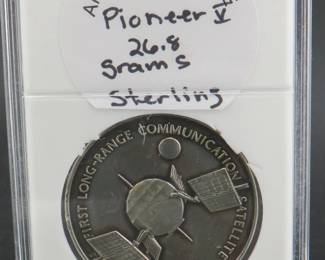 Pioneer V
26.8
grams
Sterling
FIRST LONG-RANGE COMMUNICATION SATELLITE